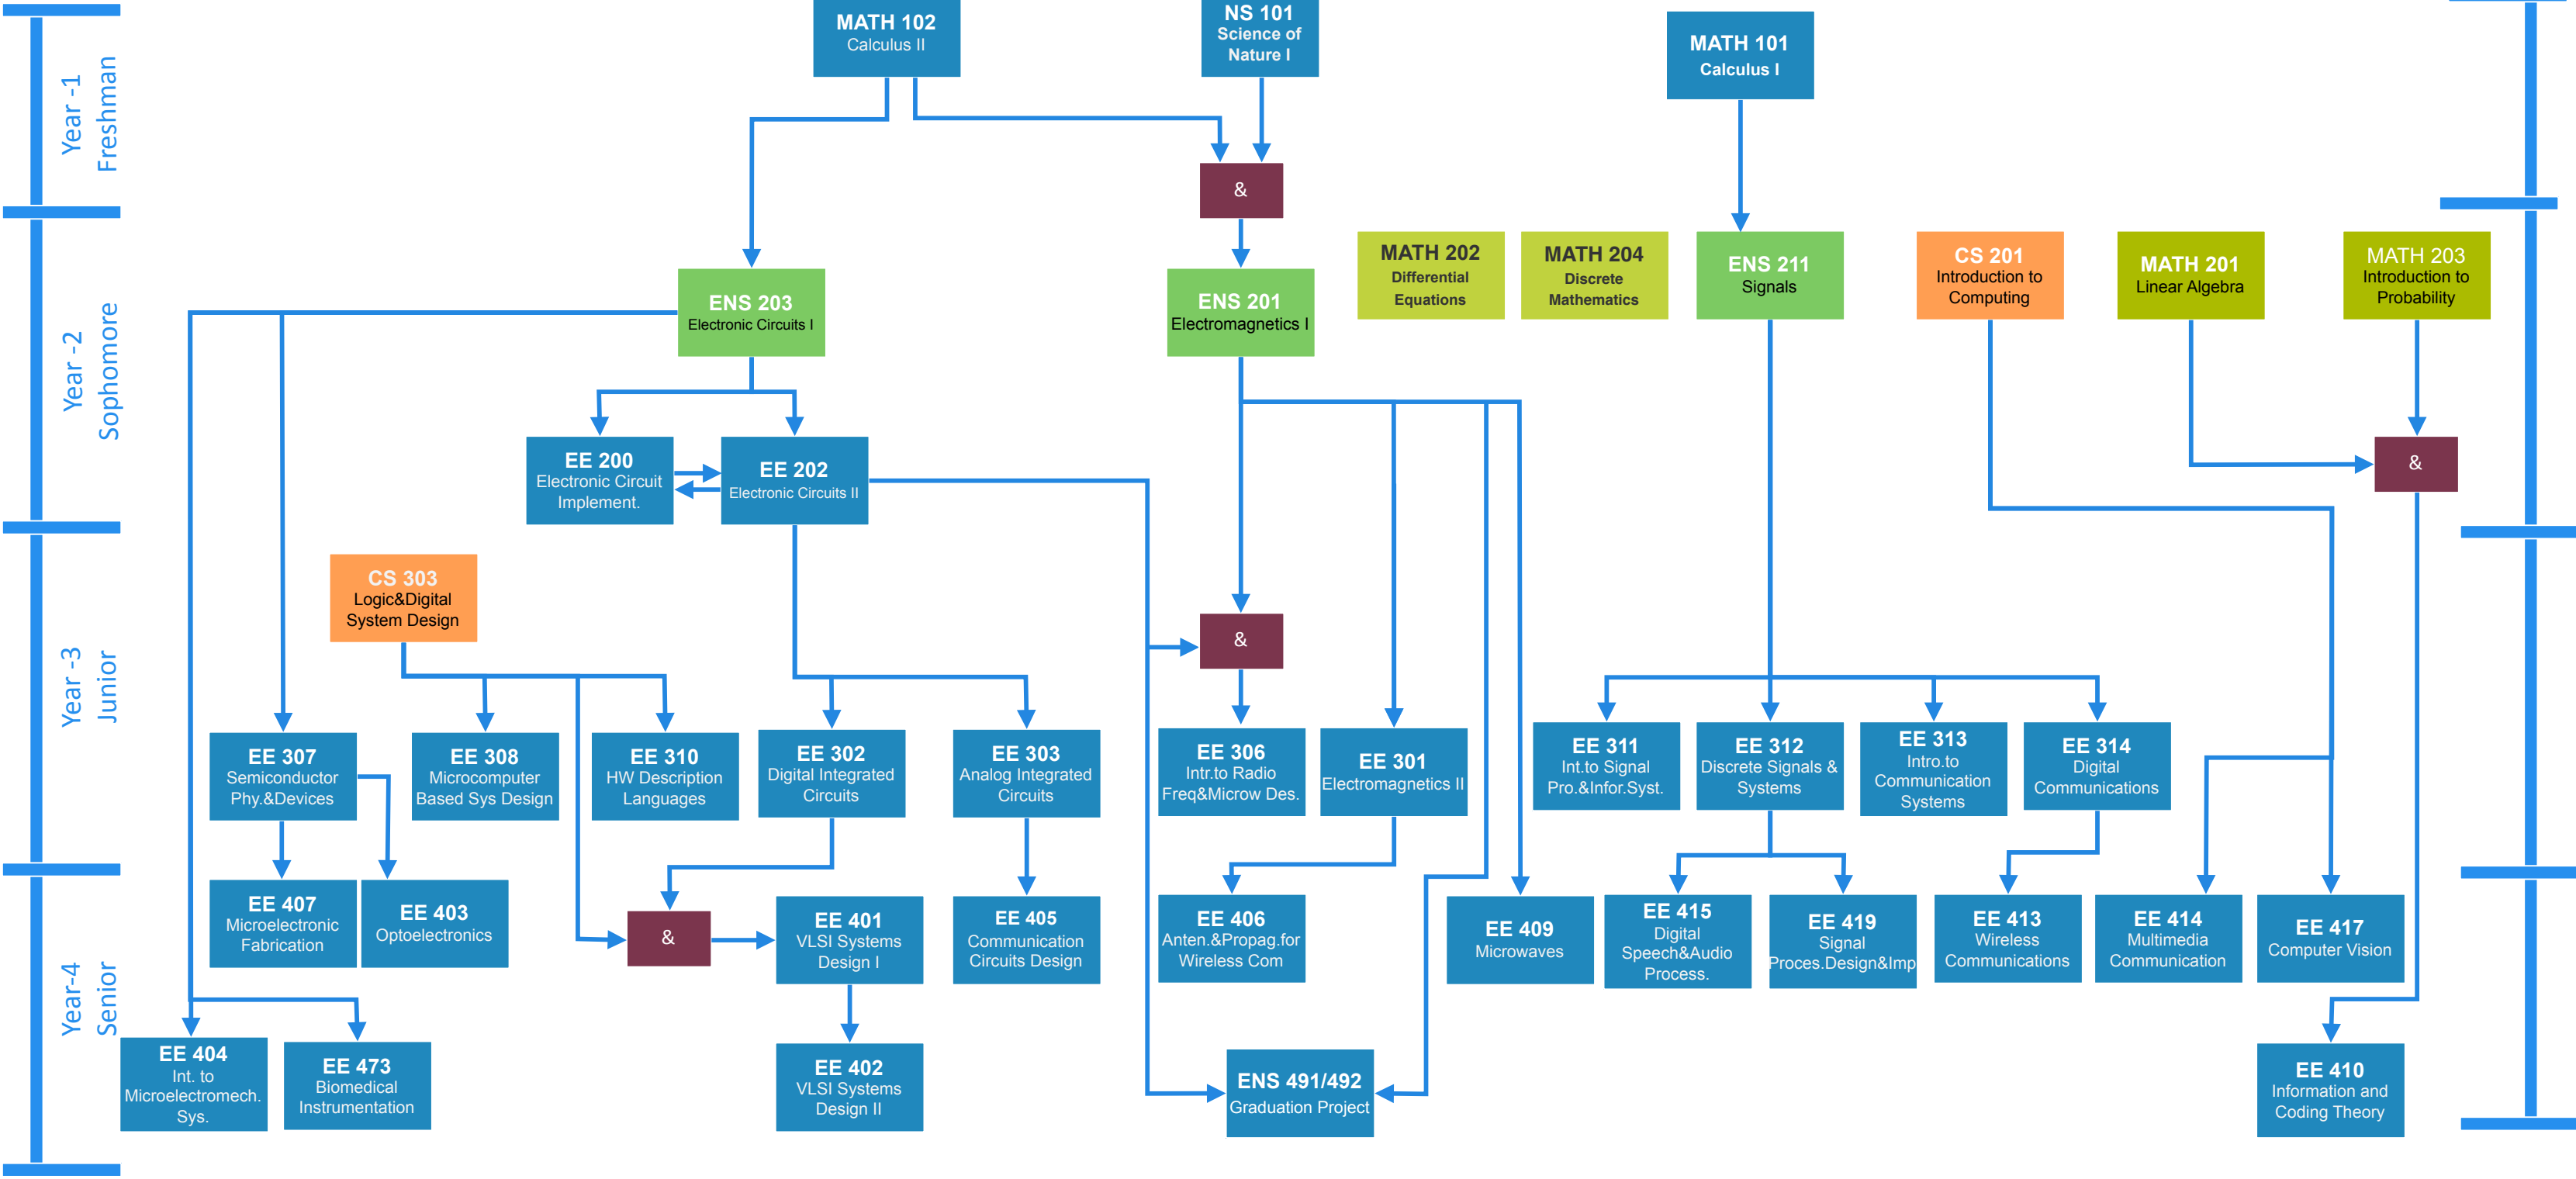 Year -1
Freshman
MATH 102
Calculus II
NS 101
Science of
Nature I
MATH 101
Calculus I
&
Year -2
Sophomore
ENS 203
Electronic Circuits I
ENS 201
Electromagnetics I
MATH 202
Differential
Equations
MATH 204
Discrete
Mathematics
ENS 211
Signals
CS 201
Introduction to
Computing
MATH 201
Linear Algebra
MATH 203
Introduction to
Probability
EE 200
Electronic Circuit
Implement.
EE 202
Electronic Circuits II
&
Year -3
Junior
CS 303
Logic&Digital
System Design
&
EE 307
Semiconductor
Phy.&Devices
EE 308
Microcomputer
Based Sys Design
EE 310
HW Description
Languages
EE 302
Digital Integrated
Circuits
EE 303
Analog Integrated
Circuits
EE 306
Intr.to Radio
Freq&Microw Des.
EE 301
Electromagnetics II
EE 311
Int.to Signal
Pro.&Infor.Syst.
EE 312
Discrete Signals &
Systems
EE 313
Intro.to
Communication
Systems
EE 314
Digital
Communications
Year-4
Senior
EE 407
Microelectronic
Fabrication
EE 403
Optoelectronics
&
EE 401
VLSI Systems
Design I
EE 405
Communication
Circuits Design
EE 406
Anten.&Propag.for
Wireless Com
EE 409
Microwaves
EE 415
Digital
Speech&Audio
Process.
EE 419
Signal
Proces.Design&Imp
EE 413
Wireless
Communications
EE 414
Multimedia
Communication
EE 417
Computer Vision
EE 404
Int. to
Microelectromech.
Sys.
EE 473
Biomedical
Instrumentation
EE 402
VLSI Systems
Design II
ENS 491/492
Graduation Project
EE 410
Information and
Coding Theory